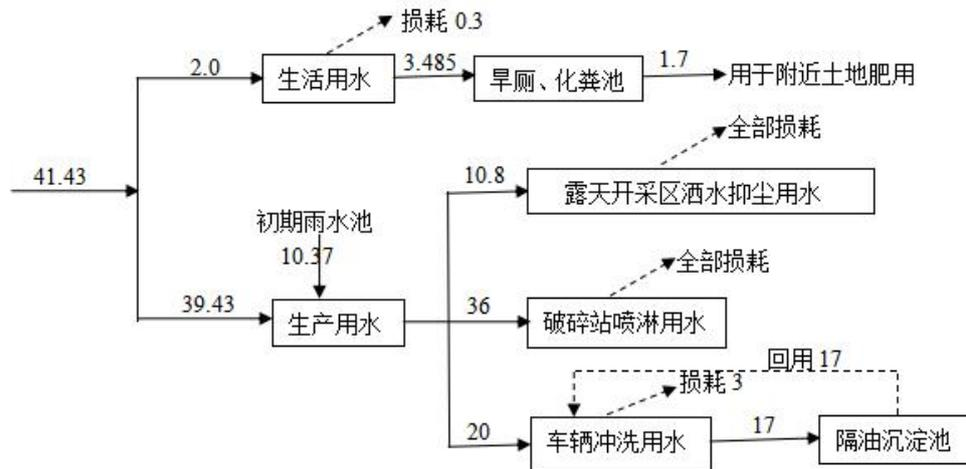 损耗 0.3
2.0
生活用水
3.485
旱厕、化粪池
1.7
用于附近土地肥用
全部损耗
41.43
10.8
露天开采区洒水抑尘用水
初期雨水池
10.37
全部损耗
39.43
生产用水
36
破碎站喷淋用水
回用 17
损耗 3
20
车辆冲洗用水
17
隔油沉淀池